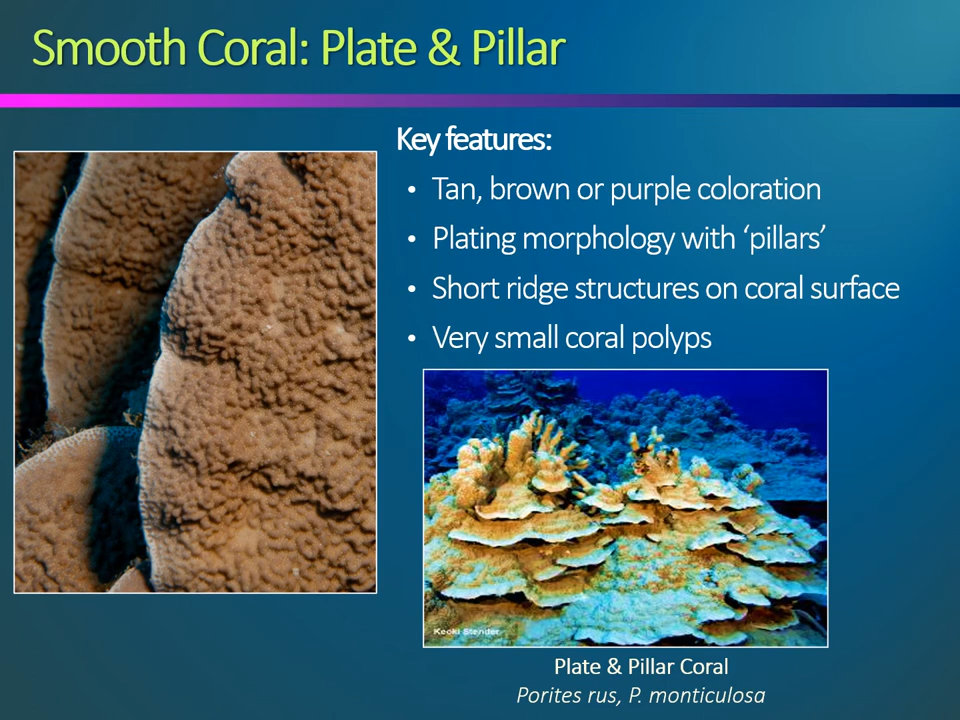 Smooth Coral: Plate & Pillar
Key features:
• Tan, brown or purple coloration
• Plating morphology with ‘pillars’
• Short ridge structures on coral surface
• Very small coral polyps
Keoki Stender
Plate & Pillar Coral
Porites rus, P. monticulosa